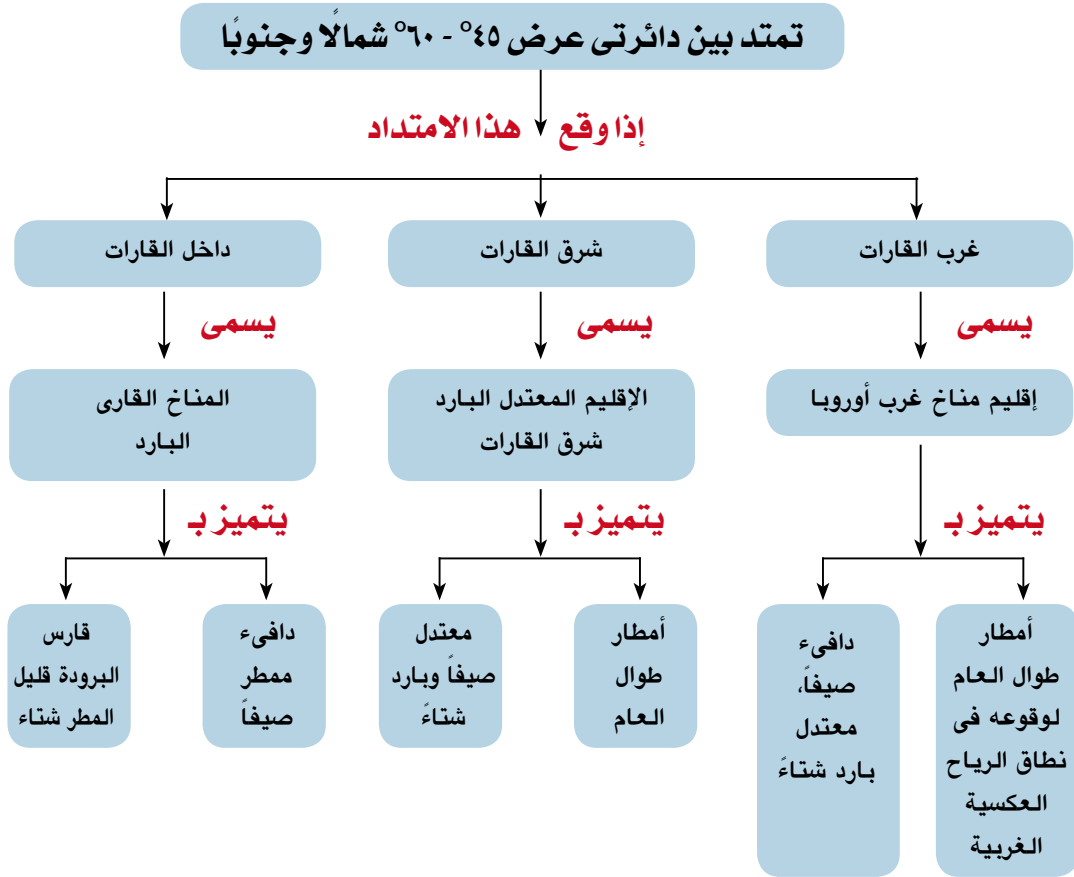 تمتد بين دائرتى عرض ٤٥° - ٦٠° شمالًا وجنوبًا
إذا وقع هذا الامتداد
غرب القارات
شرق القارات
داخل القارات
يسمى
يسمى
يسمى
إقليم مناخ غرب أوروبا
الإقليم المعتدل البارد
شرق القارات
المناخ القارى
البارد
يتميز بـ
يتميز بـ
يتميز بـ
أمطار
طوال العام
لوقوعه فى
نطاق الرياح
العكسية
الغربية
دافىء
صيفاً،
معتدل
بارد شتاءً
أمطار
طوال
العام
معتدل
صيفاً وبارد
شتاءً
دافىء
ممطر
صيفاً
قارس
البرودة قليل
المطر شتاء